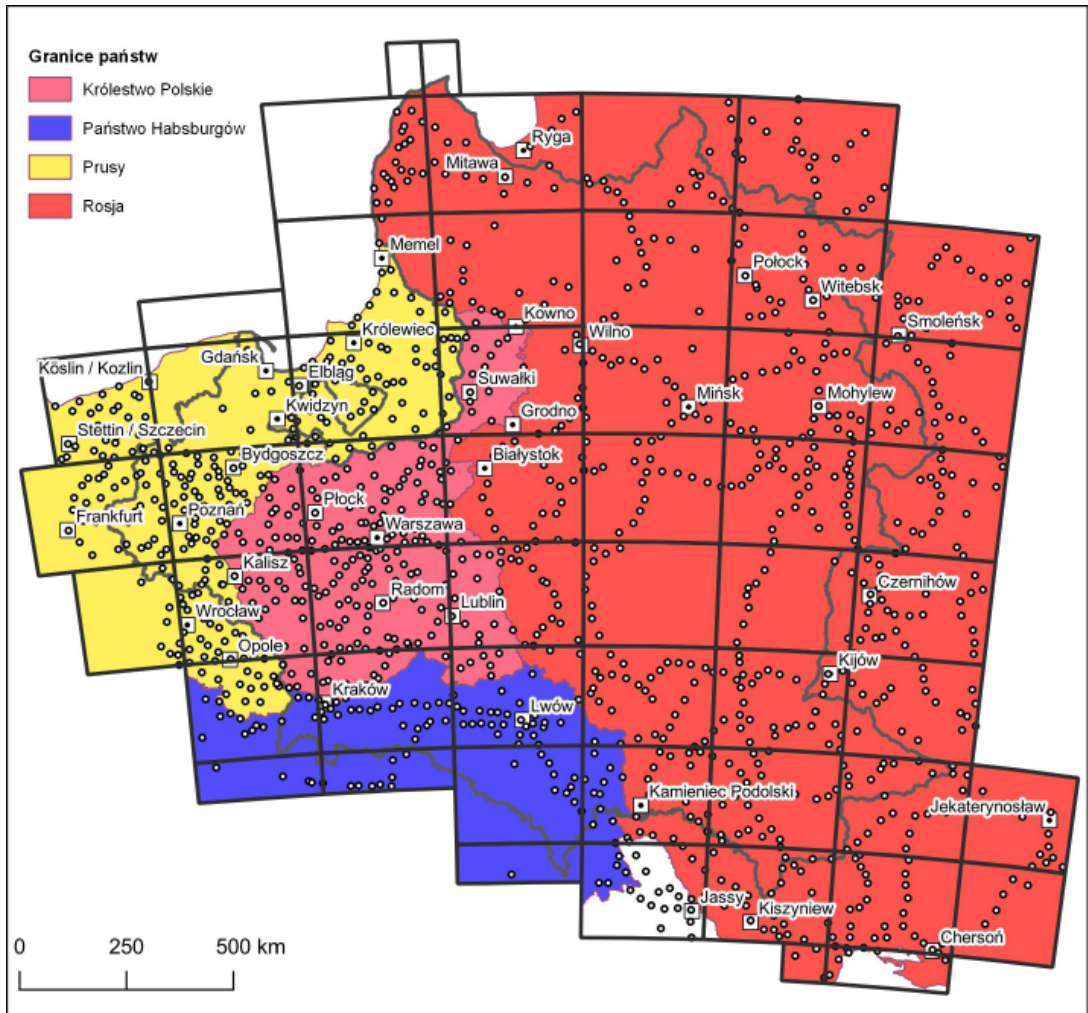 Granice państw
Królestwo Polskie
Państwo Habsburgów
Prusy
Rosja
Ryga
Mitawa
Memel
Połock
Witebsk
Kowno
Królewiec
Wilno
Smoleńsk
Gdańsk
Köslin / Kozlin
Elbląg
Suwałki
Mińsk
Mohylew
Kwidzyn
Grodno
Stettin / Szczecin
Bydgoszcz
Białystok
Płock
Frankfurt
Poznań
Warszawa
Kalisz
Czernihów
Radom
Lublin
Wrocław
Opole
Kijów
Kraków
Lwów
Kamieniec Podolski
Jekaterynosław
Jassy
Kiszyniew
Chersoń
0 250 500 km